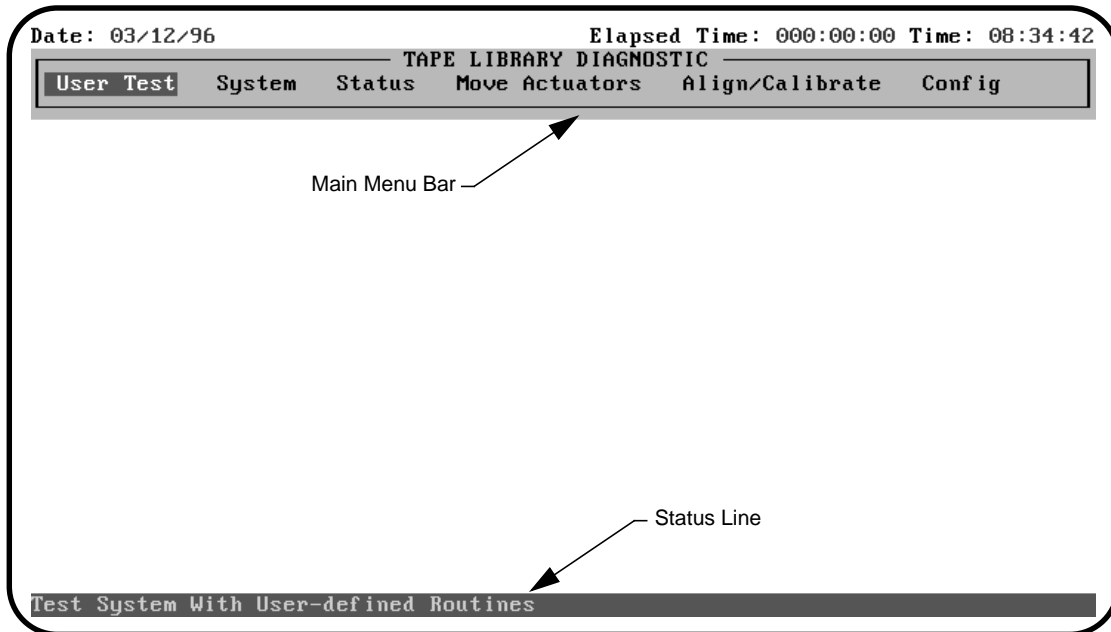 Date: 03/12/96 Elapsed Time: 000:00:00 Time: 08:34:42
TAPE LIBRARY DIAGNOSTIC
User Test System Status Move Actuators Align/Calibrate Config
Main Menu Bar
Status Line
Test System With User-defined Routines